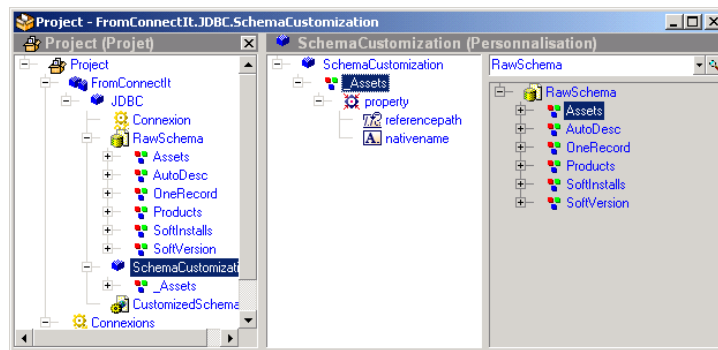 Project - FromConnectIt.JDBC.SchemaCustomization
Project (Projet)
Project
FromConnectIt
JDBC
Connexion
RawSchema
Assets
AutoDesc
OneRecord
Products
SoftInstalls
SoftVersion
SchemaCustomizati
_Assets
CustomizedSchema
Connexions
SchemaCustomization (Personnalisation)
SchemaCustomization
_Assets
property
referencepath
nativename
RawSchema
RawSchema
Assets
AutoDesc
OneRecord
Products
SoftInstalls
SoftVersion